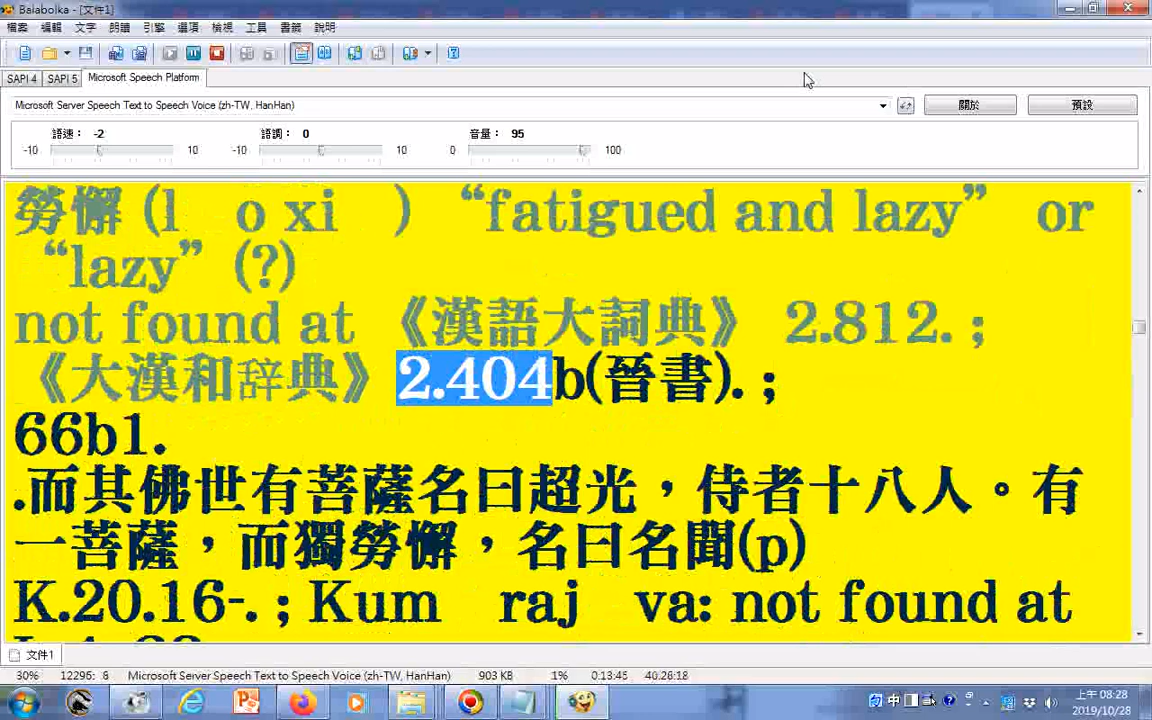 Balabolka - [文件1]
檔案 編輯 文字 朗讀 引擎 選項 檢視 工具 書籤 說明
SAPI 4 SAPI 5 Microsoft Speech Platform
Microsoft Server Speech Text to Speech Voice (zh-TW, HanHan) 關於 預設
語速： -2 語調： 0 音量： 95
-10 10 -10 10 0 100
勞懈 (l o xi ) “fatigued and lazy” or
“lazy” (?)
not found at 《漢語大詞典》 2.812. ;
《大漢和辞典》 2.404b(晉書). ;
66b1.
.而其佛世有菩薩名曰超光，侍者十八人。有
一菩薩，而獨勞懈，名曰名聞(p)
K.20.16-. ; Kum raj va: not found at
文件1
30% 12295: 8 Microsoft Server Speech Text to Speech Voice (zh-TW, HanHan) 903 KB 1% 0:13:45 40:26:18
中
上午 08:28
2019/10/28